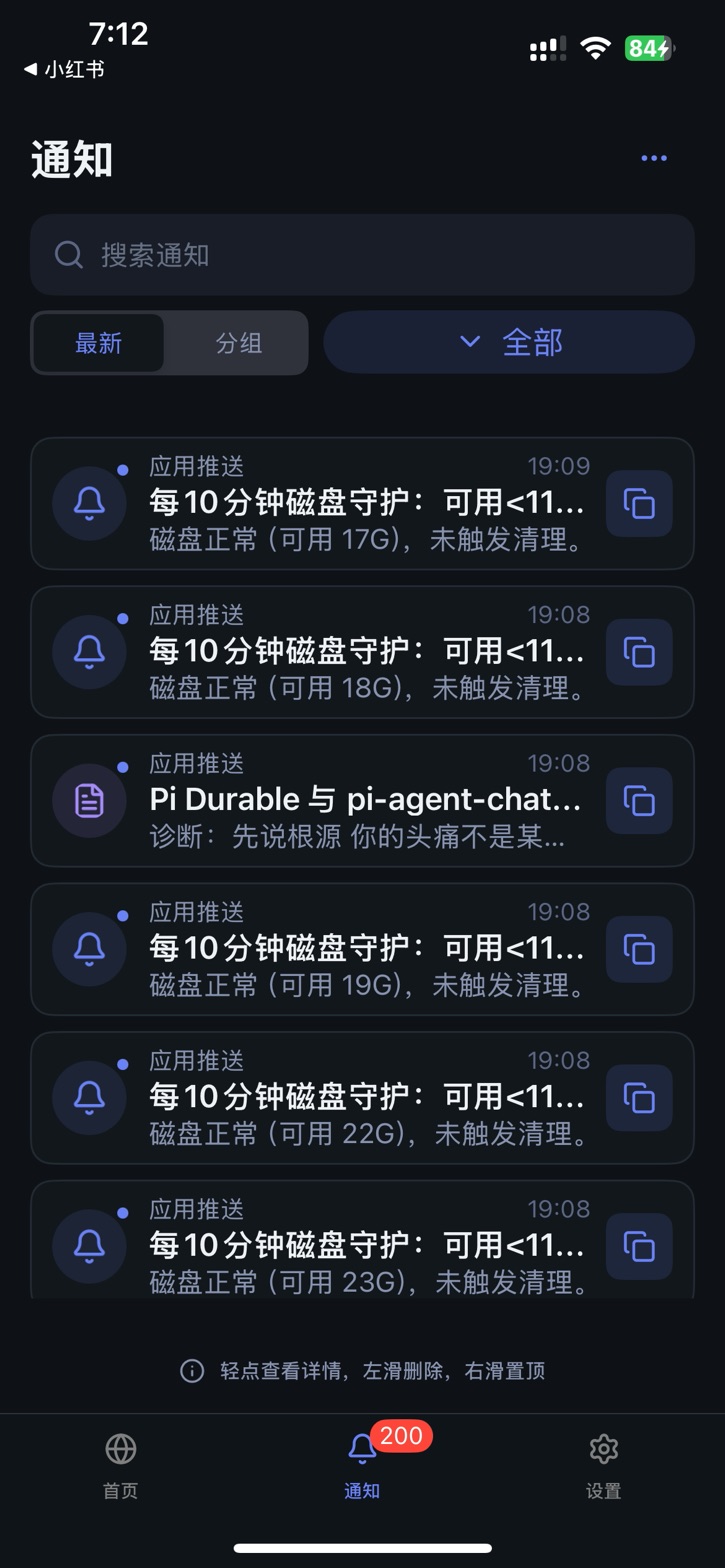 7:12
84
小红书
通知
搜索通知
最新
分组
全部
应用推送
19:09
每10分钟磁盘守护：可用<11...
磁盘正常（可用 17G），未触发清理。
应用推送
19:08
每10分钟磁盘守护：可用<11...
磁盘正常（可用 18G），未触发清理。
应用推送
19:08
Pi Durable 与 pi-agent-chat...
诊断：先说根源 你的头痛不是某...
应用推送
19:08
每10分钟磁盘守护：可用<11...
磁盘正常（可用 19G），未触发清理。
应用推送
19:08
每10分钟磁盘守护：可用<11...
磁盘正常（可用 22G），未触发清理。
应用推送
19:08
每10分钟磁盘守护：可用<11...
磁盘正常（可用 23G），未触发清理。
轻点查看详情，左滑删除，右滑置顶
200
首页
通知
设置